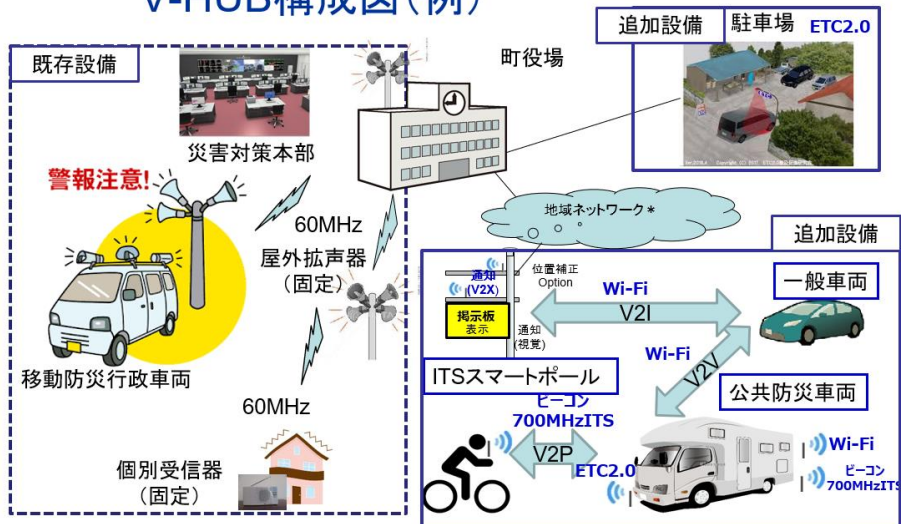 V-HUB構成図(例)
既存設備
災害対策本部
警報注意!
60MHz
屋外拡声器
(固定)
移動防災行政車両
60MHz
個別受信器
(固定)
町役場
追加設備
駐車場
ETC2.0
地域ネットワーク*
追加設備
通知
(V2X)
位置補正
Option
掲示板
表示
通知
(視覚)
Wi-Fi
V2I
一般車両
Wi-Fi
V2V
ITSスマートポール
公共防災車両
ビーコン
700MHzITS
V2P
ETC2.0
Wi-Fi
ビーコン
700MHzITS